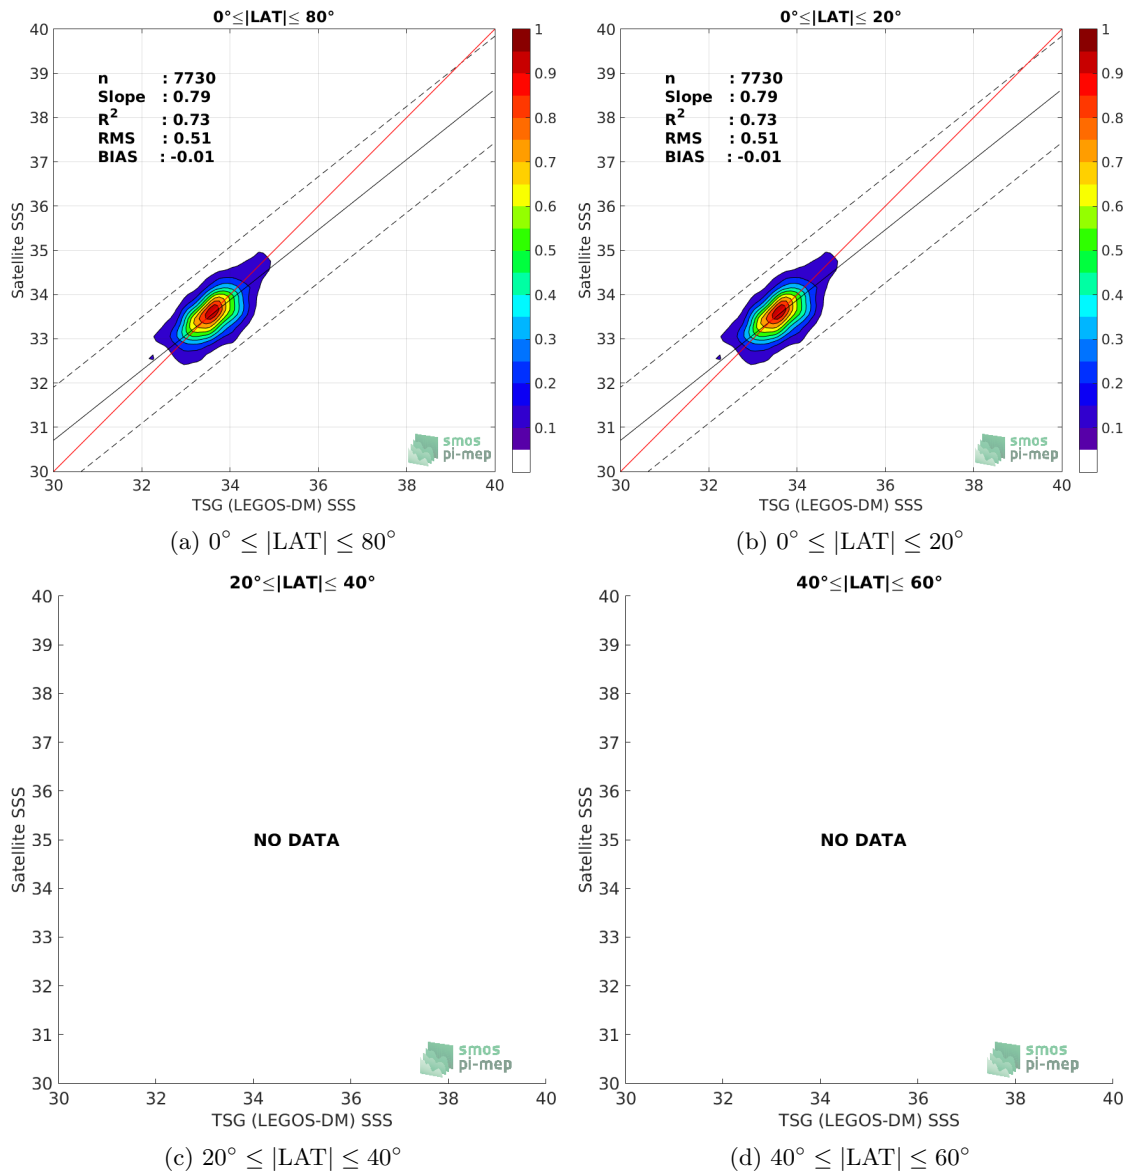 0°≤|LAT|≤ 80°
40
39
38
37
36
35
34
33
32
31
30
30
32
34
36
38
40
Satellite SSS
TSG (LEGOS-DM) SSS
n : 7730
Slope : 0.79
R2 : 0.73
RMS : 0.51
BIAS : -0.01
1
0.9
0.8
0.7
0.6
0.5
0.4
0.3
0.2
0.1
smos
pi-mep
(a) 0° ≤ |LAT| ≤ 80°
0°≤|LAT|≤ 20°
40
39
38
37
36
35
34
33
32
31
30
30
32
34
36
38
40
Satellite SSS
TSG (LEGOS-DM) SSS
n : 7730
Slope : 0.79
R2 : 0.73
RMS : 0.51
BIAS : -0.01
1
0.9
0.8
0.7
0.6
0.5
0.4
0.3
0.2
0.1
smos
pi-mep
(b) 0° ≤ |LAT| ≤ 20°
20°≤|LAT|≤ 40°
40
39
38
37
36
35
34
33
32
31
30
30
32
34
36
38
40
Satellite SSS
TSG (LEGOS-DM) SSS
NO DATA
smos
pi-mep
(c) 20° ≤ |LAT| ≤ 40°
40°≤|LAT|≤ 60°
40
39
38
37
36
35
34
33
32
31
30
30
32
34
36
38
40
Satellite SSS
TSG (LEGOS-DM) SSS
NO DATA
smos
pi-mep
(d) 40° ≤ |LAT| ≤ 60°